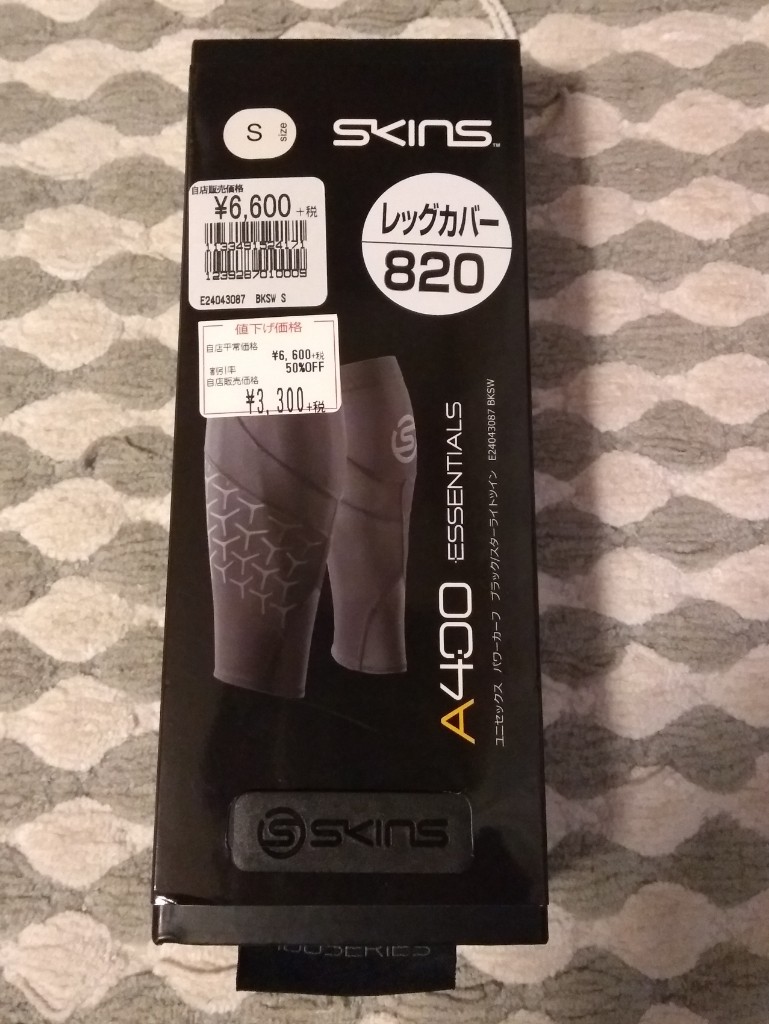 S
size
SKINS
TM
自店販売価格
¥6,600 +税
1133491924171
1239287010009
E24043087 BKSW S
レッグカバー
820
値下げ価格
自店平常価格
¥6,600+税
割引率
50%OFF
自店販売価格
¥3,300+税
A400 ESSENTIALS
ユニセックス パワーカーフ ブラック/スターライトツイン E24043087 BKSW
SKINS
SERIES